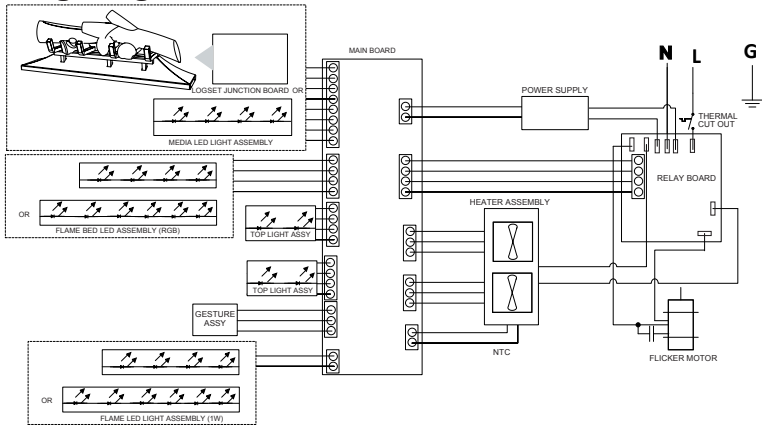 MAIN BOARD
N
L
G
LOGSET JUNCTION BOARD OR
POWER SUPPLY
THERMAL
CUT OUT
MEDIA LED LIGHT ASSEMBLY
RELAY BOARD
HEATER ASSEMBLY
OR
FLAME BED LED ASSEMBLY (RGB)
TOP LIGHT ASSY
TOP LIGHT ASSY
GESTURE
ASSY
NTC
FLICKER MOTOR
OR
FLAME LED LIGHT ASSEMBLY (1W)